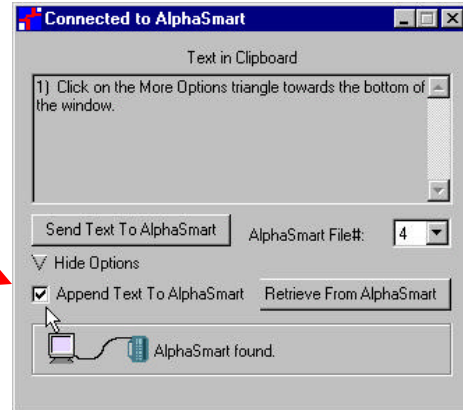 Connected to AlphaSmart
Text in Clipboard
1) Click on the More Options triangle towards the bottom of
the window.
Send Text To AlphaSmart
AlphaSmart File#:
4
Hide Options
Append Text To AlphaSmart
Retrieve From AlphaSmart
AlphaSmart found.